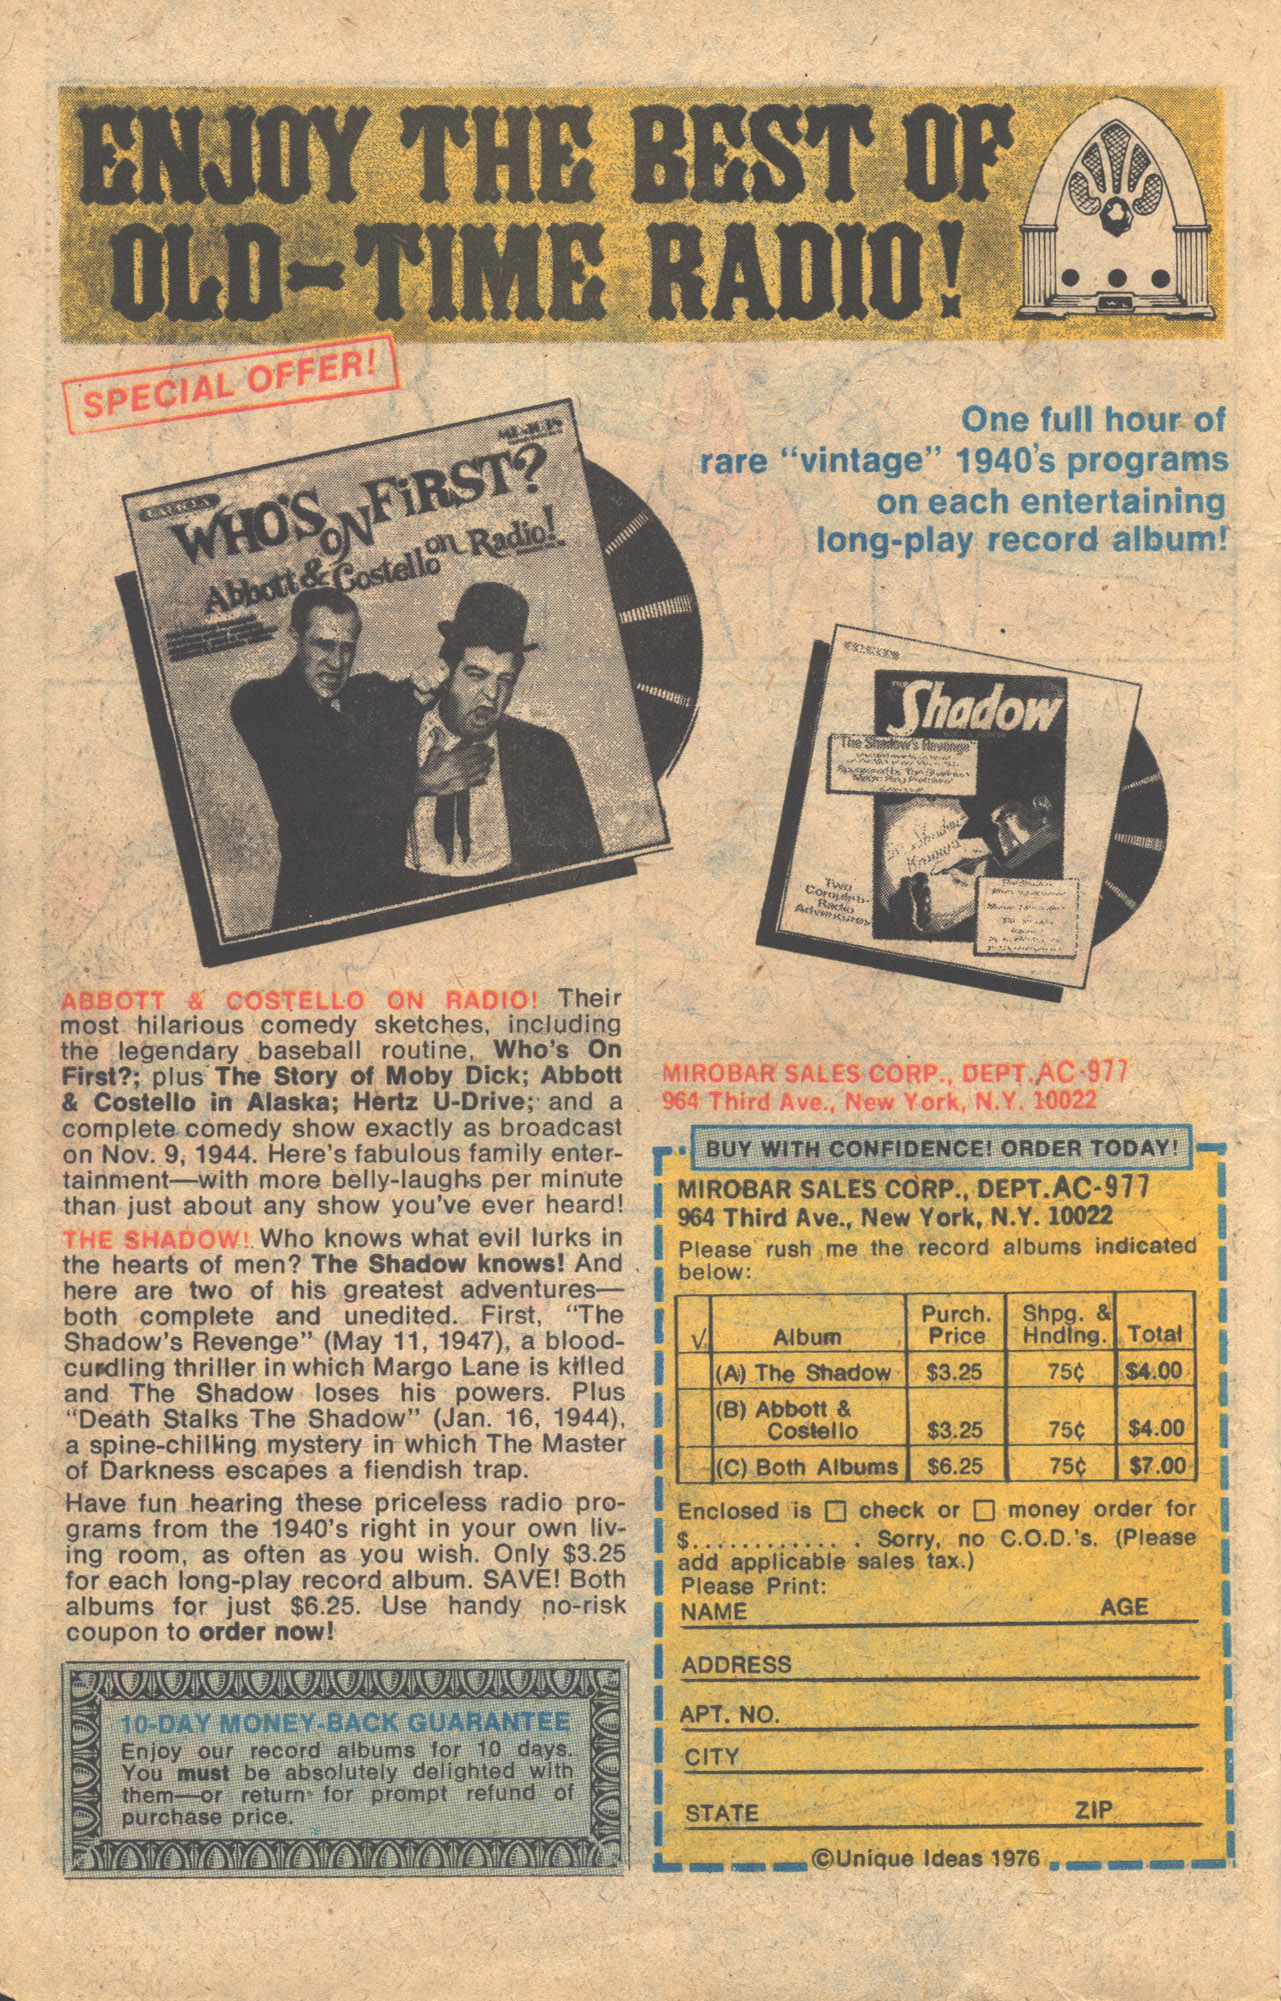 ENJOY THE BEST OF
OLD-TIME RADIO!
SPECIAL OFFER!
One full hour of
rare "vintage" 1940's programs
on each entertaining
long-play record album!
WHO'S
ON
FiRST?
Abbott & Costello on Radio!
Shadow
The Shadow's Revenge
Two
Complete
Radio
Adventures
ABBOTT & COSTELLO ON RADIO! Their
most hilarious comedy sketches, including
the legendary baseball routine, Who's On
First?; plus The Story of Moby Dick; Abbott
& Costello in Alaska; Hertz U-Drive; and a
complete comedy show exactly as broadcast
on Nov. 9, 1944. Here's fabulous family enter-
tainment—with more belly-laughs per minute
than just about any show you've ever heard!
THE SHADOW! Who knows what evil lurks in
the hearts of men? The Shadow knows! And
here are two of his greatest adventures—
both complete and unedited. First, "The
Shadow's Revenge" (May 11, 1947), a blood-
curdling thriller in which Margo Lane is killed
and The Shadow loses his powers. Plus
"Death Stalks The Shadow" (Jan. 16, 1944),
a spine-chilling mystery in which The Master
of Darkness escapes a fiendish trap.
Have fun hearing these priceless radio pro-
grams from the 1940's right in your own liv-
ing room, as often as you wish. Only $3.25
for each long-play record album. SAVE! Both
albums for just $6.25. Use handy no-risk
coupon to order now!
10-DAY MONEY-BACK GUARANTEE
Enjoy our record albums for 10 days.
You must be absolutely delighted with
them—or return for prompt refund of
purchase price.
MIROBAR SALES CORP., DEPT. AC-977
964 Third Ave., New York, N.Y. 10022
BUY WITH CONFIDENCE! ORDER TODAY!
MIROBAR SALES CORP., DEPT. AC-977
964 Third Ave., New York, N.Y. 10022
Please rush me the record albums indicated
below:
√ Album Purch. Price Shpg. & Hndlng. Total
(A) The Shadow $3.25 75¢ $4.00
(B) Abbott &
Costello $3.25 75¢ $4.00
(C) Both Albums $6.25 75¢ $7.00
Enclosed is ☐ check or ☐ money order for
$............. Sorry, no C.O.D.'s. (Please
add applicable sales tax.)
Please Print:
NAME AGE
ADDRESS
APT. NO.
CITY
STATE ZIP
©Unique Ideas 1976